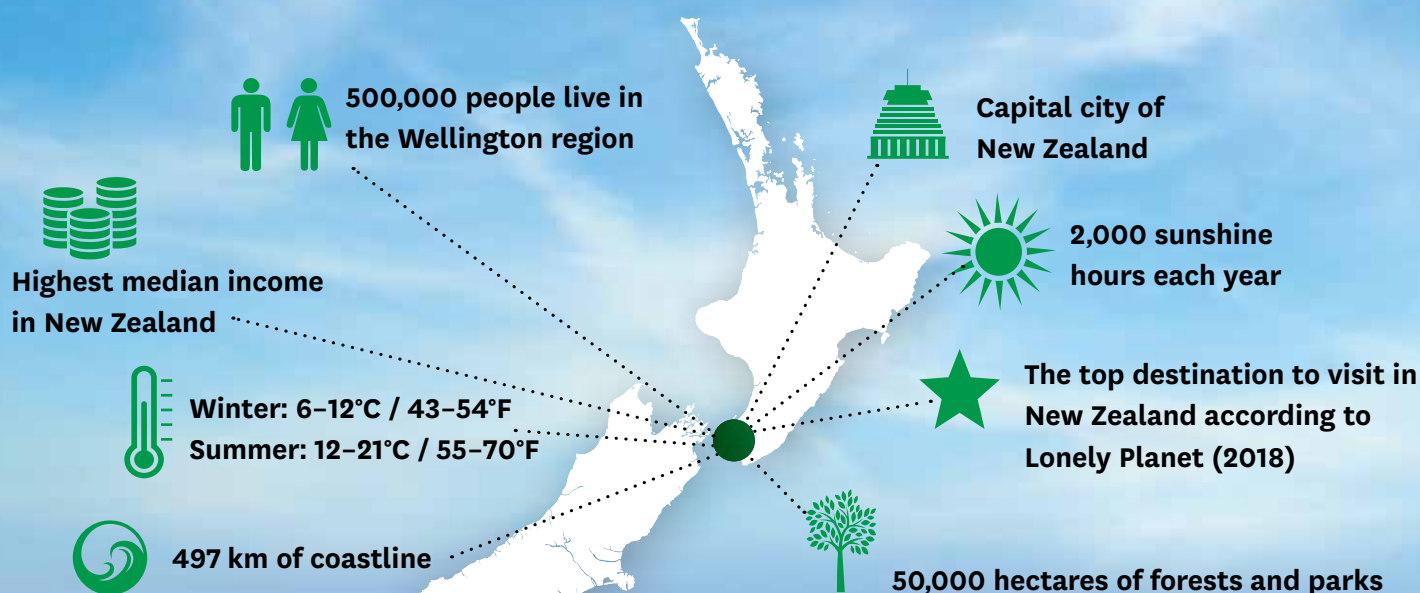 500,000 people live in
the Wellington region
Capital city of
New Zealand
Highest median income
in New Zealand
2,000 sunshine
hours each year
Winter: 6–12°C / 43–54°F
Summer: 12–21°C / 55–70°F
The top destination to visit in
New Zealand according to
Lonely Planet (2018)
497 km of coastline
50,000 hectares of forests and parks